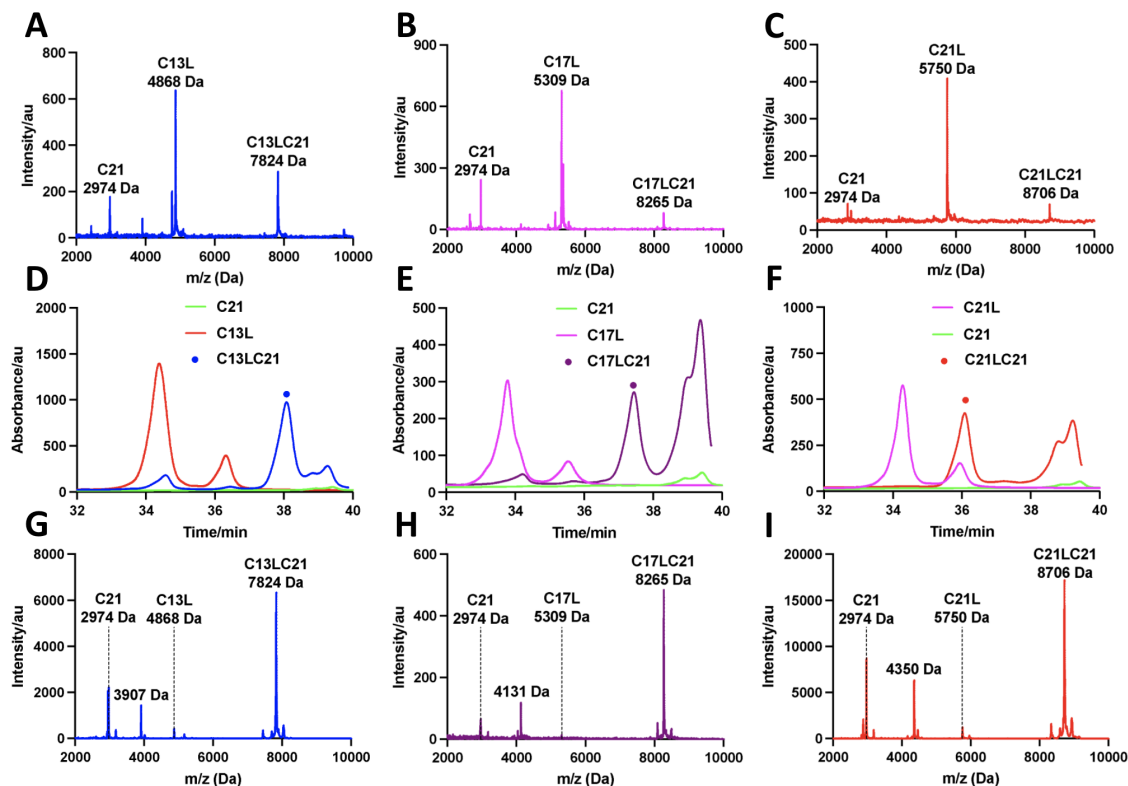 A
800
600
400
200
0
Intensity/au
C13L
4868 Da
C21
2974 Da
C13LC21
7824 Da
2000 4000 6000 8000 10000
m/z (Da)
B
900
600
300
0
Intensity/au
C17L
5309 Da
C21
2974 Da
C17LC21
8265 Da
2000 4000 6000 8000 10000
m/z (Da)
C
500
400
300
200
100
0
Intensity/au
C21L
5750 Da
C21
2974 Da
C21LC21
8706 Da
2000 4000 6000 8000 10000
m/z (Da)
D
2000
1500
1000
500
0
Absorbance/au
C21
C13L
C13LC21
32 34 36 38 40
Time/min
E
500
400
300
200
100
0
Absorbance/au
C21
C17L
C17LC21
32 34 36 38 40
Time/min
F
1000
750
500
250
0
Absorbance/au
C21L
C21
C21LC21
32 34 36 38 40
Time/min
G
8000
6000
4000
2000
0
Intensity/au
C21
2974 Da
C13L
4868 Da
3907 Da
C13LC21
7824 Da
2000 4000 6000 8000 10000
m/z (Da)
H
600
400
200
0
Intensity/au
C21
2974 Da
C17L
5309 Da
4131 Da
C17LC21
8265 Da
2000 4000 6000 8000 10000
m/z (Da)
I
20000
15000
10000
5000
0
Intensity/au
C21
2974 Da
C21L
5750 Da
4350 Da
C21LC21
8706 Da
2000 4000 6000 8000 10000
m/z (Da)